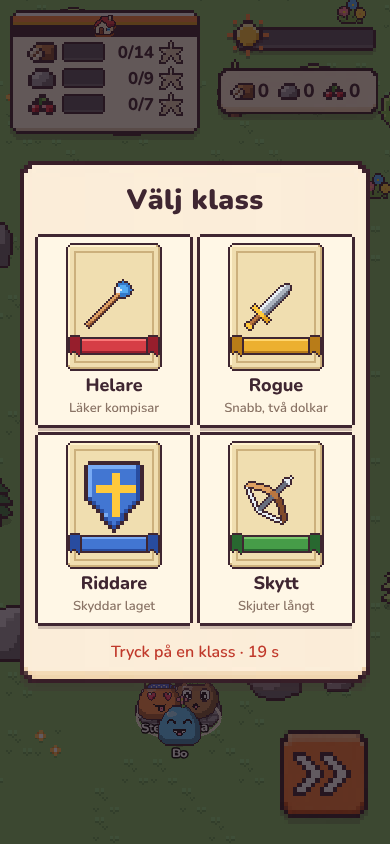 0/14
0/9
0/7
0 0 0
Välj klass
Helare
Läker kompisar
Rogue
Snabb, två dolkar
Riddare
Skyddar laget
Skytt
Skjuter långt
Tryck på en klass · 19 s
Bo